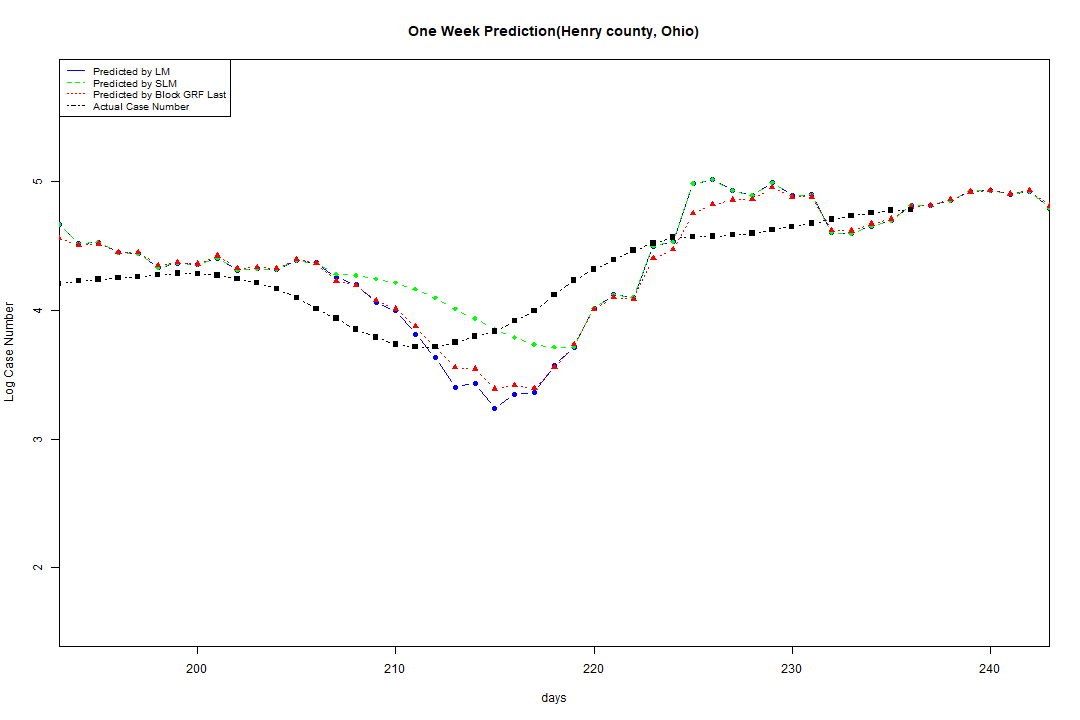 One Week Prediction(Henry county, Ohio)
Predicted by LM
Predicted by SLM
Predicted by Block GRF Last
Actual Case Number
5
4
3
2
Log Case Number
200 210 220 230 240
days